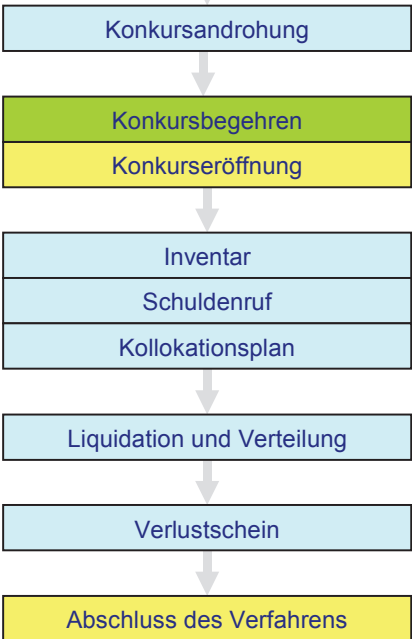 Konkursandrohung
Konkursbegehren
Konkurseröffnung
Inventar
Schuldenruf
Kollokationsplan
Liquidation und Verteilung
Verlustschein
Abschluss des Verfahrens